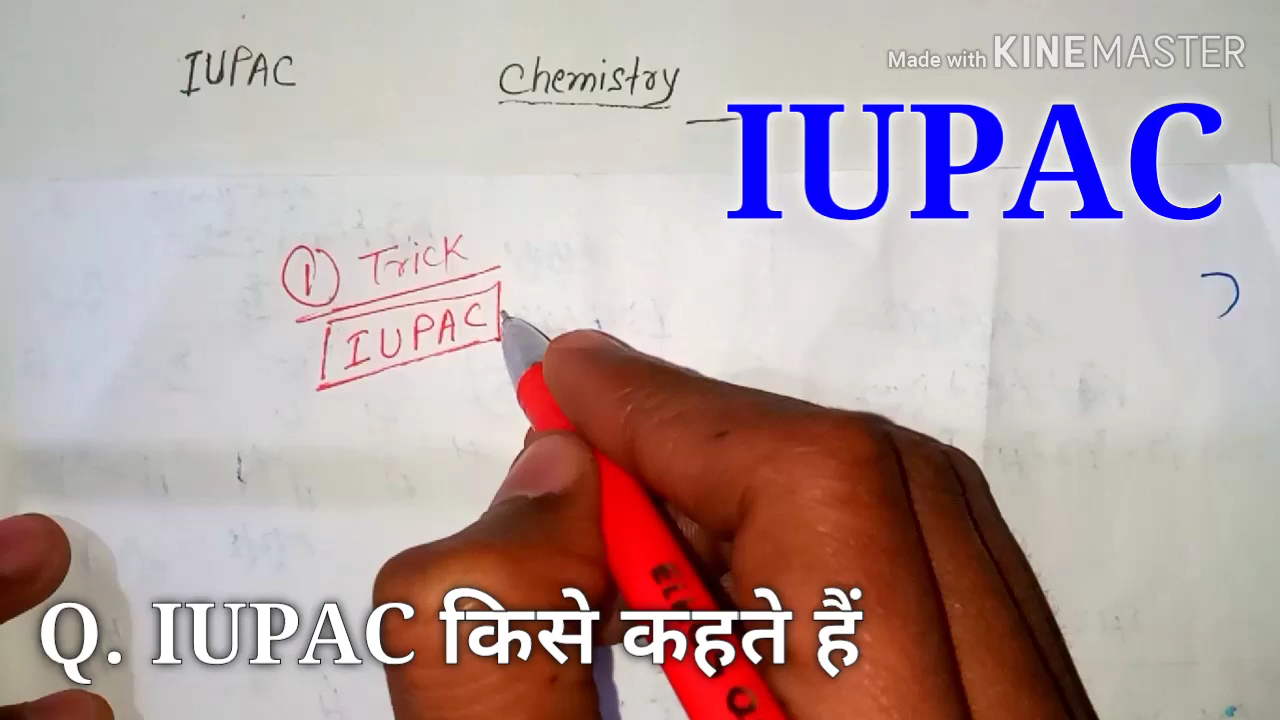 IUPAC Chemistry
Made with KINEMASTER
IUPAC
① Trick
IUPAC
Q. IUPAC किसे कहते हैं